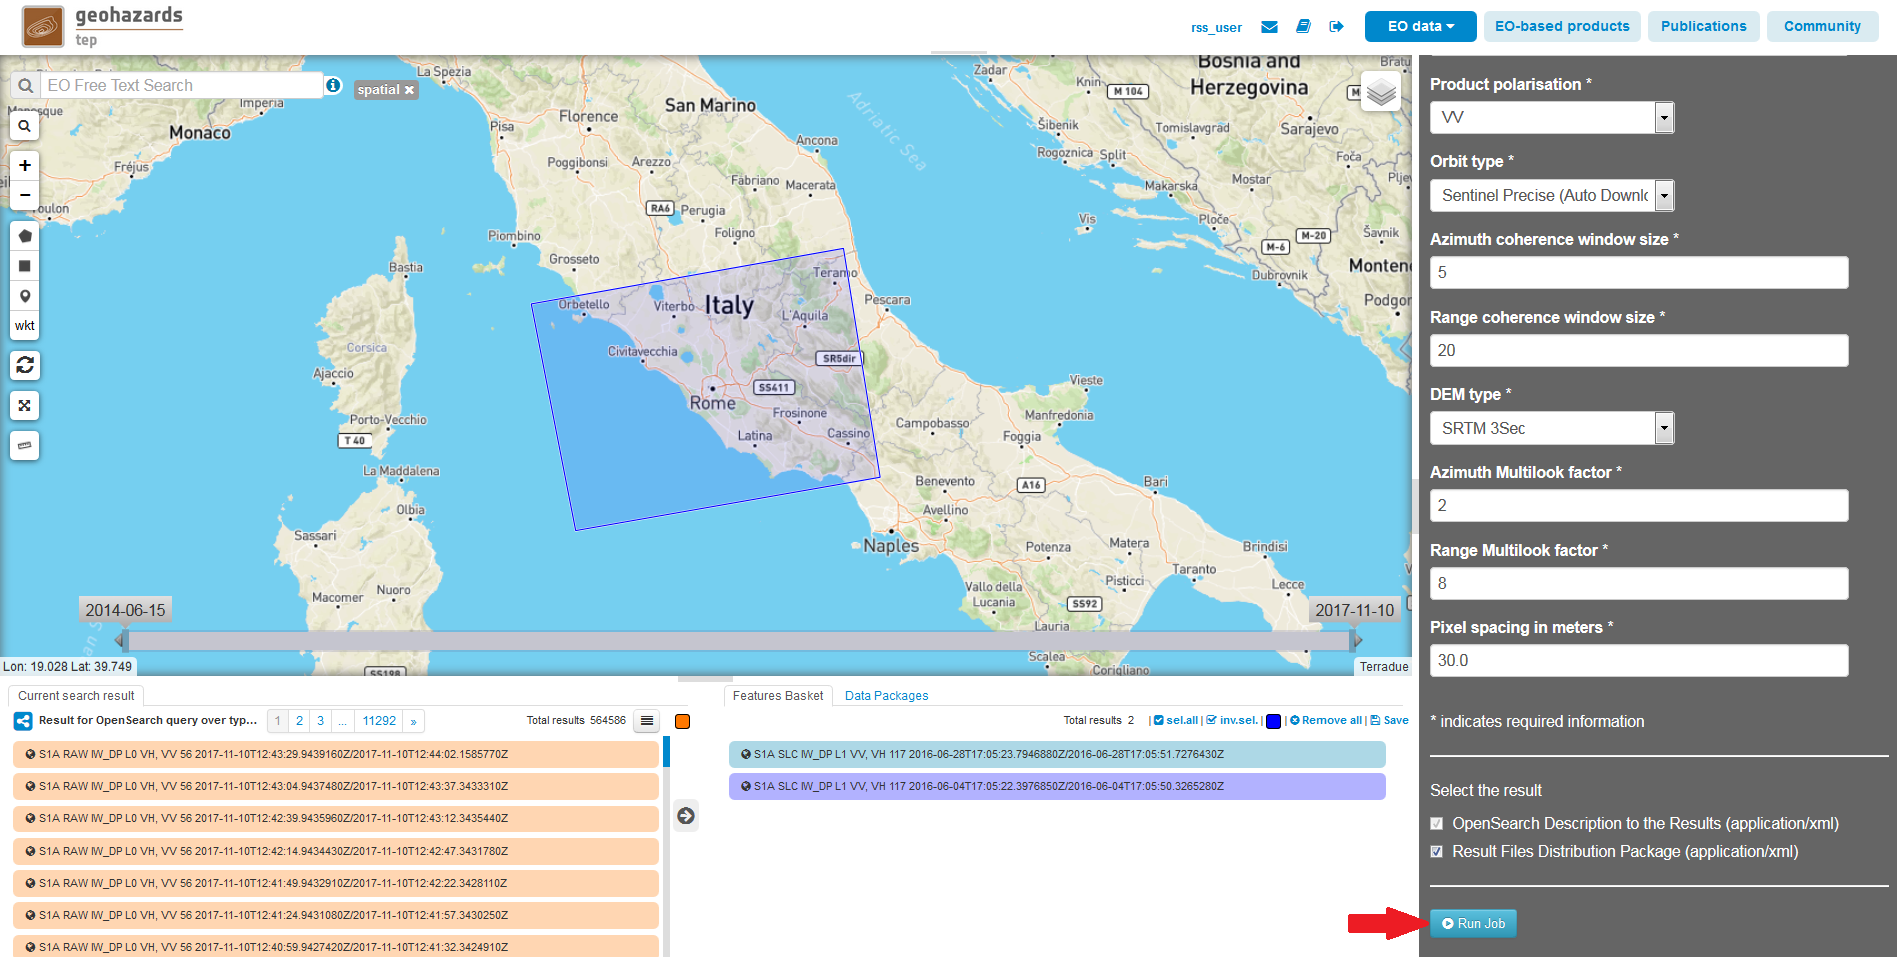 geohazards
tep
rss_user
EO data
EO-based products
Publications
Community
EO Free Text Search
spatial ✖
+
−
wkt
La Spezia
San Marino
Imperia
Monaco
Fréjus
Toulon
Pisa
Florence
Poggibonsi
Arezzo
Ancona
Fabriano
Macerata
RA6
Perugia
Foligno
Piombino
Grosseto
Bastia
Orbetello
Viterbo
Italy
Teramo
L'Aquila
Pescara
Civitavecchia
SR5dir
SS411
Rome
Frosinone
Latina
Cassino
Corsica
Ajaccio
Porto-Vecchio
T 40
La Maddalena
Olbia
Sassari
Nuoro
Macomer
SS198
Adriatic Sea
Zadar
Knin
M 104
Bosnia and
Herzegovina
Šibenik
Tomislavgrad
Sarajevo
Rogoznica
Split
Foča
Makarska
Mostar
Vis
Ploče
M-20
M-6
Šavnik
Dubrovnik
Vieste
Manfredonia
Campobasso
Foggia
Benevento
A16
Bari
Avellino
Naples
Potenza
Matera
Brindisi
Taranto
Pisticci
Lecce
Vallo della
Lucania
SS92
Lauria
Scalea
Corigliano
2014-06-15
2017-11-10
Lon: 19.028 Lat: 39.749
Terradue
Current search result
Result for OpenSearch query over typ...
1 2 3 ... 11292 »
Total results 564586
S1A RAW IW_DP L0 VH, VV 56 2017-11-10T12:43:29.9439160Z/2017-11-10T12:44:02.1585770Z
S1A RAW IW_DP L0 VH, VV 56 2017-11-10T12:43:04.9437480Z/2017-11-10T12:43:37.3433310Z
S1A RAW IW_DP L0 VH, VV 56 2017-11-10T12:42:39.9435960Z/2017-11-10T12:43:12.3435440Z
S1A RAW IW_DP L0 VH, VV 56 2017-11-10T12:42:14.9434430Z/2017-11-10T12:42:47.3431780Z
S1A RAW IW_DP L0 VH, VV 56 2017-11-10T12:41:49.9432910Z/2017-11-10T12:42:22.3428110Z
S1A RAW IW_DP L0 VH, VV 56 2017-11-10T12:41:24.9431080Z/2017-11-10T12:41:57.3430250Z
S1A RAW IW_DP L0 VH, VV 56 2017-11-10T12:40:59.9427420Z/2017-11-10T12:41:32.3424910Z
Features Basket
Data Packages
Total results 2 | sel.all | inv.sel. | Remove all | Save
S1A SLC IW_DP L1 VV, VH 117 2016-06-28T17:05:23.7946880Z/2016-06-28T17:05:51.7276430Z
S1A SLC IW_DP L1 VV, VH 117 2016-06-04T17:05:22.3976850Z/2016-06-04T17:05:50.3265280Z
Product polarisation *
VV
Orbit type *
Sentinel Precise (Auto Downlo
Azimuth coherence window size *
5
Range coherence window size *
20
DEM type *
SRTM 3Sec
Azimuth Multilook factor *
2
Range Multilook factor *
8
Pixel spacing in meters *
30.0
* indicates required information
Select the result
OpenSearch Description to the Results (application/xml)
Result Files Distribution Package (application/xml)
Run Job